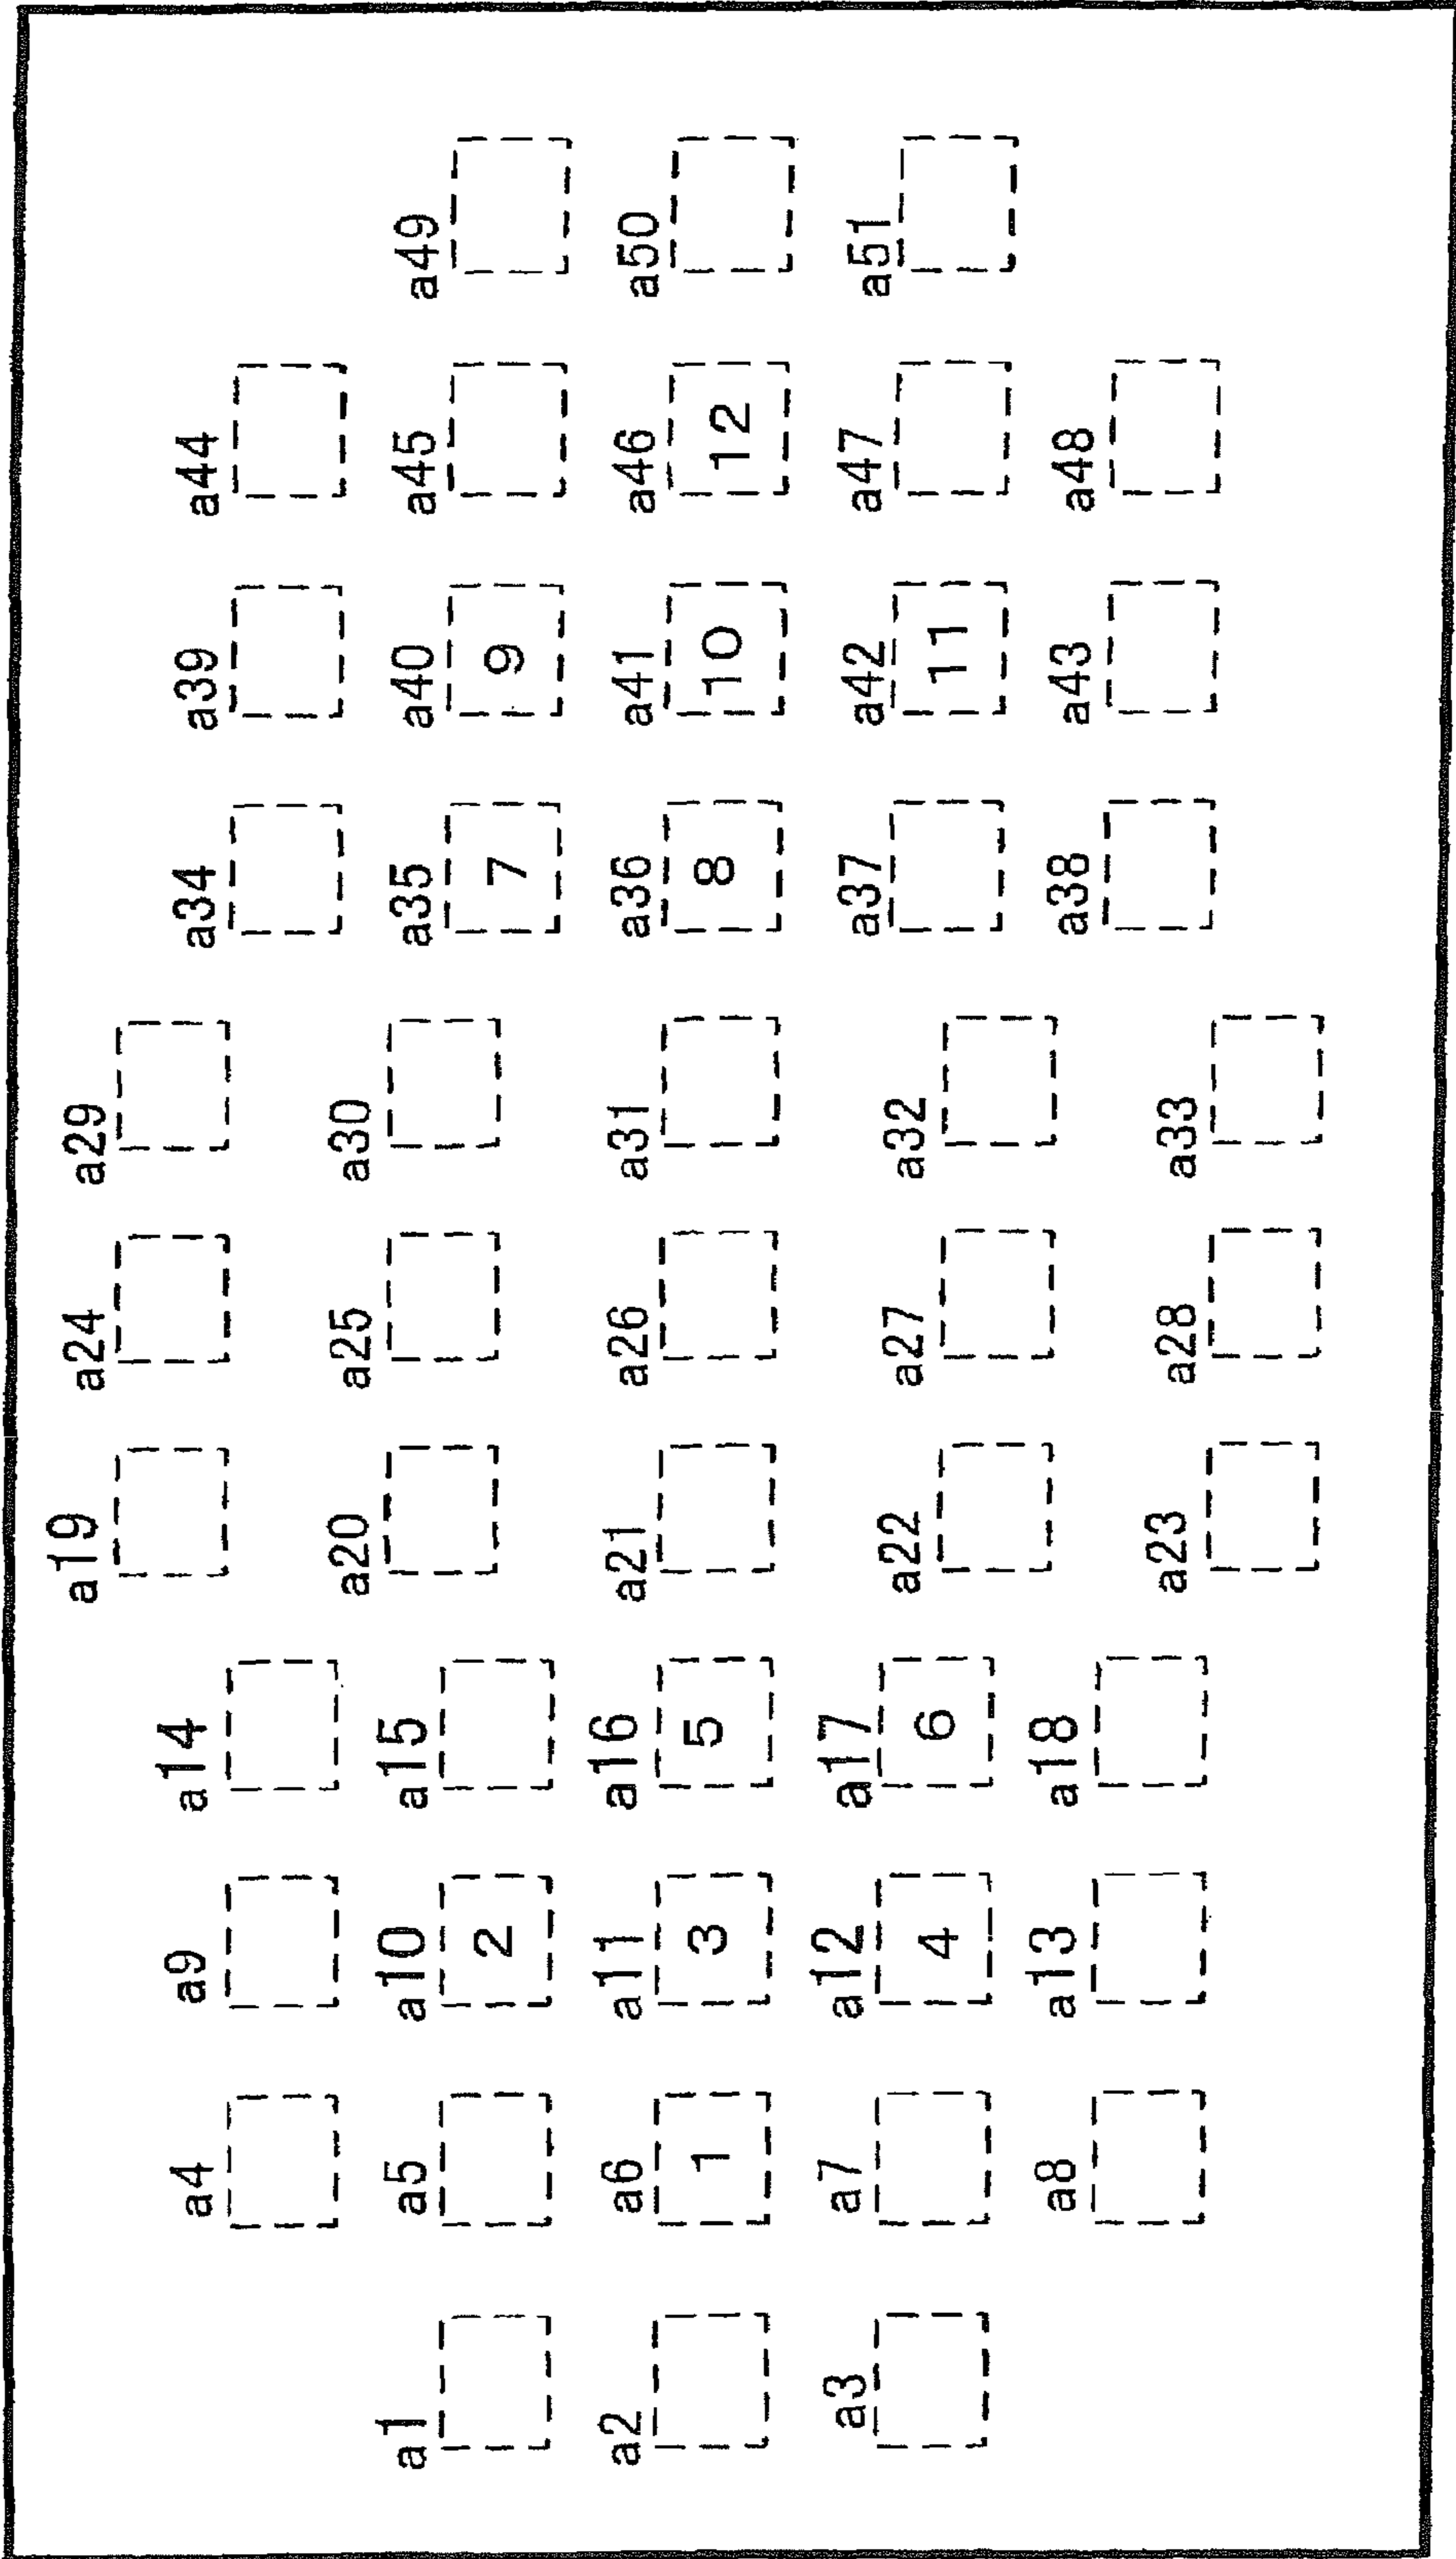 a19 a24 a29
a4 a9 a14 a34 a39 a44
a20 a25 a30
a1 a5 a10 a15 a35 a40 a45 a49
2 7 9
a2 a6 a11 a16 a21 a26 a31 a36 a41 a46 a50
1 3 5 8 10 12
a3 a7 a12 a17 a37 a42 a47 a51
a22 a27 a32
4 6 11
a8 a13 a18 a38 a43 a48
a23 a28 a33